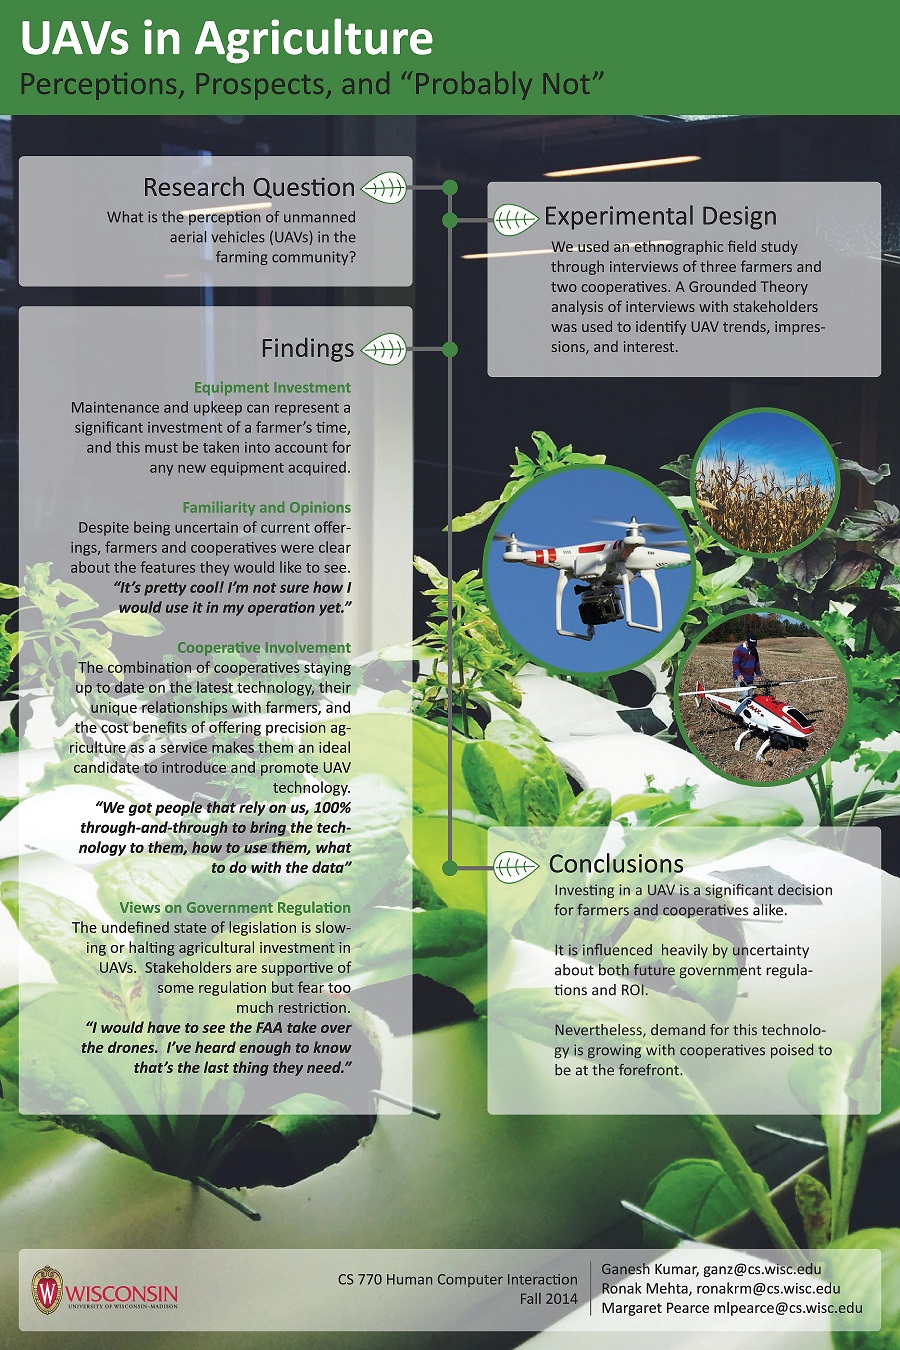 UAVs in Agriculture
Perceptions, Prospects, and “Probably Not”
Research Question
What is the perception of unmanned
aerial vehicles (UAVs) in the
farming community?
Experimental Design
We used an ethnographic field study
through interviews of three farmers and
two cooperatives. A Grounded Theory
analysis of interviews with stakeholders
was used to identify UAV trends, impres-
sions, and interest.
Findings
Equipment Investment
Maintenance and upkeep can represent a
significant investment of a farmer’s time,
and this must be taken into account for
any new equipment acquired.
Familiarity and Opinions
Despite being uncertain of current offer-
ings, farmers and cooperatives were clear
about the features they would like to see.
“It’s pretty cool! I’m not sure how I
would use it in my operation yet.”
Cooperative Involvement
The combination of cooperatives staying
up to date on the latest technology, their
unique relationships with farmers, and
the cost benefits of offering precision ag-
riculture as a service makes them an ideal
candidate to introduce and promote UAV
technology.
“We got people that rely on us, 100%
through-and-through to bring the tech-
nology to them, how to use them, what
to do with the data”
Views on Government Regulation
The undefined state of legislation is slow-
ing or halting agricultural investment in
UAVs.  Stakeholders are supportive of
some regulation but fear too
much restriction.
“I would have to see the FAA take over
the drones.  I’ve heard enough to know
that’s the last thing they need.”
Conclusions
Investing in a UAV is a significant decision
for farmers and cooperatives alike.
It is influenced  heavily by uncertainty
about both future government regula-
tions and ROI.
Nevertheless, demand for this technolo-
gy is growing with cooperatives poised to
be at the forefront.
W
WISCONSIN
UNIVERSITY OF WISCONSIN–MADISON
CS 770 Human Computer Interaction
Fall 2014
Ganesh Kumar, ganz@cs.wisc.edu
Ronak Mehta, ronakrm@cs.wisc.edu
Margaret Pearce mlpearce@cs.wisc.edu